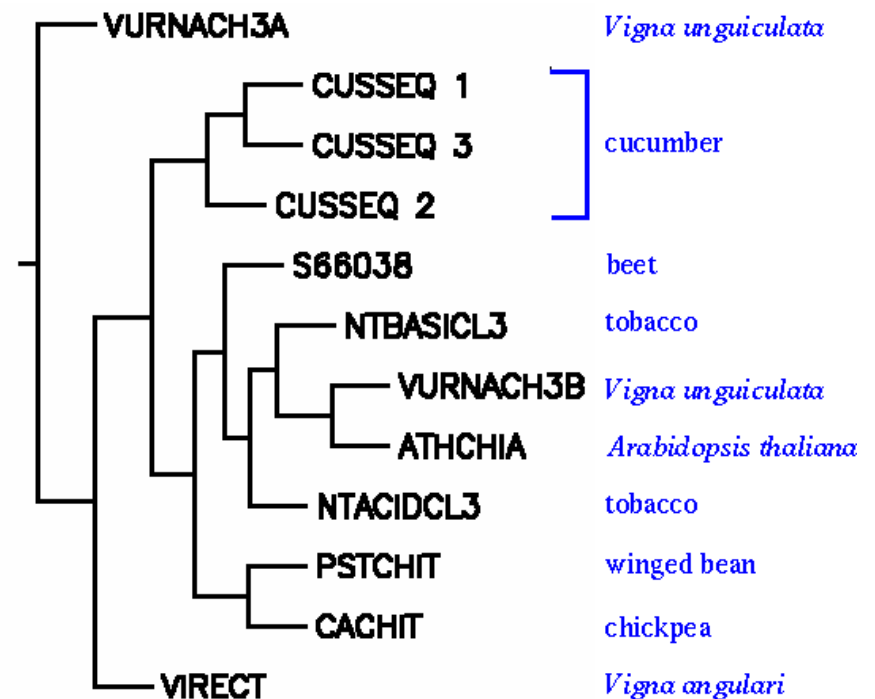 VURNACH3A Vigna unguiculata
CUSSEQ 1
CUSSEQ 3 cucumber
CUSSEQ 2
S66038 beet
NTBASICL3 tobacco
VURNACH3B Vigna unguiculata
ATHCHIA Arabidopsis thaliana
NTACIDCL3 tobacco
PSTCHIT winged bean
CACHIT chickpea
VIRECT Vigna angulari